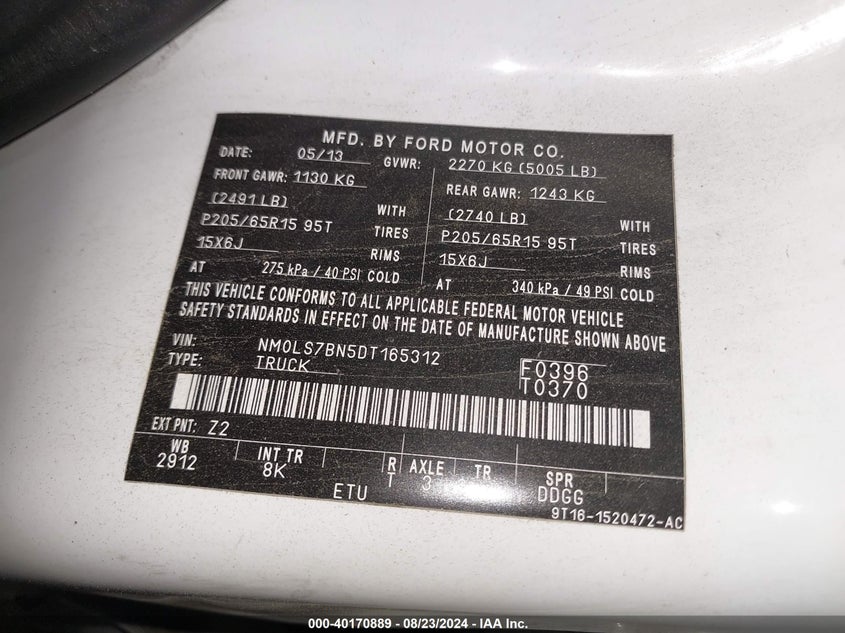 MFD. BY FORD MOTOR CO.
DATE: 05/13 GVWR: 2270 KG (5005 LB)
FRONT GAWR: 1130 KG REAR GAWR: 1243 KG
(2491 LB) WITH (2740 LB) WITH
P205/65R15 95T TIRES P205/65R15 95T TIRES
15X6J RIMS 15X6J RIMS
AT 275 kPa / 40 PSI COLD AT 340 kPa / 49 PSI COLD
THIS VEHICLE CONFORMS TO ALL APPLICABLE FEDERAL MOTOR VEHICLE
SAFETY STANDARDS IN EFFECT ON THE DATE OF MANUFACTURE SHOWN ABOVE
VIN: NM0LS7BN5DT165312 F0396
TYPE: TRUCK T0370
EXT PNT: Z2
WB INT TR R AXLE TR SPR
2912 8K T 3 DDGG
ETU 9T16-1520472-AC
000-40170889 - 08/23/2024 - IAA Inc.